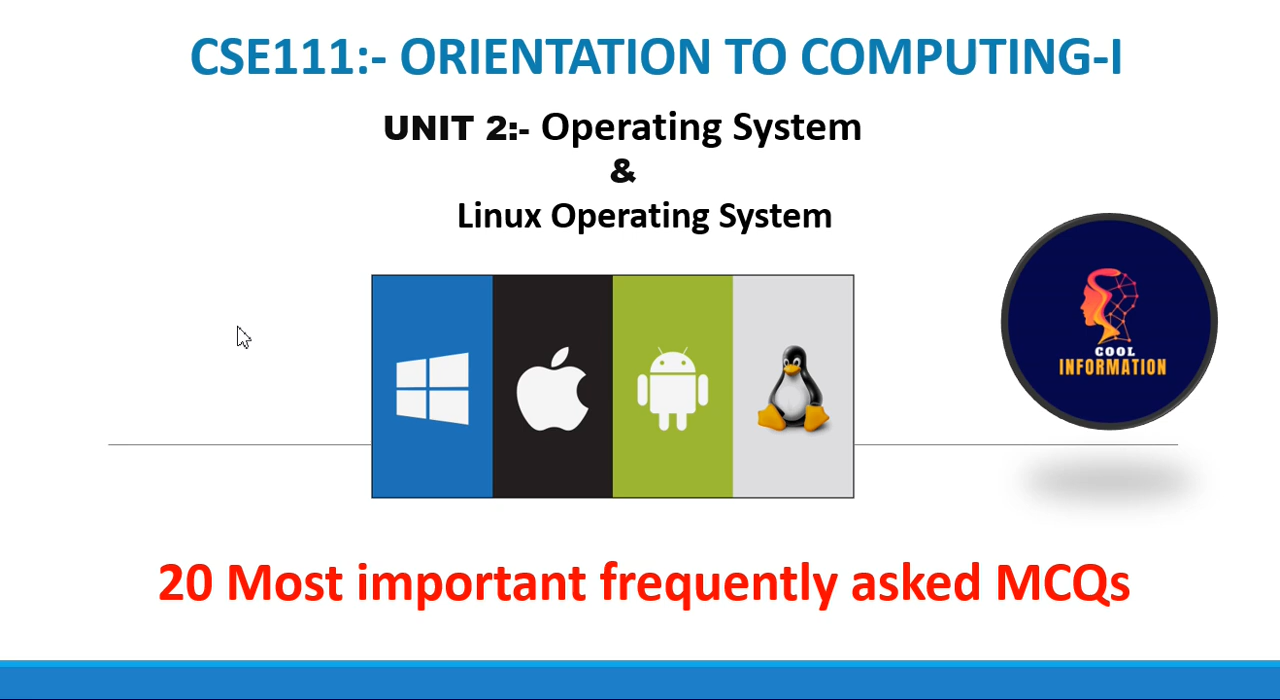 CSE111:- ORIENTATION TO COMPUTING-I
UNIT 2:- Operating System
&
Linux Operating System
COOL
INFORMATION
20 Most important frequently asked MCQs